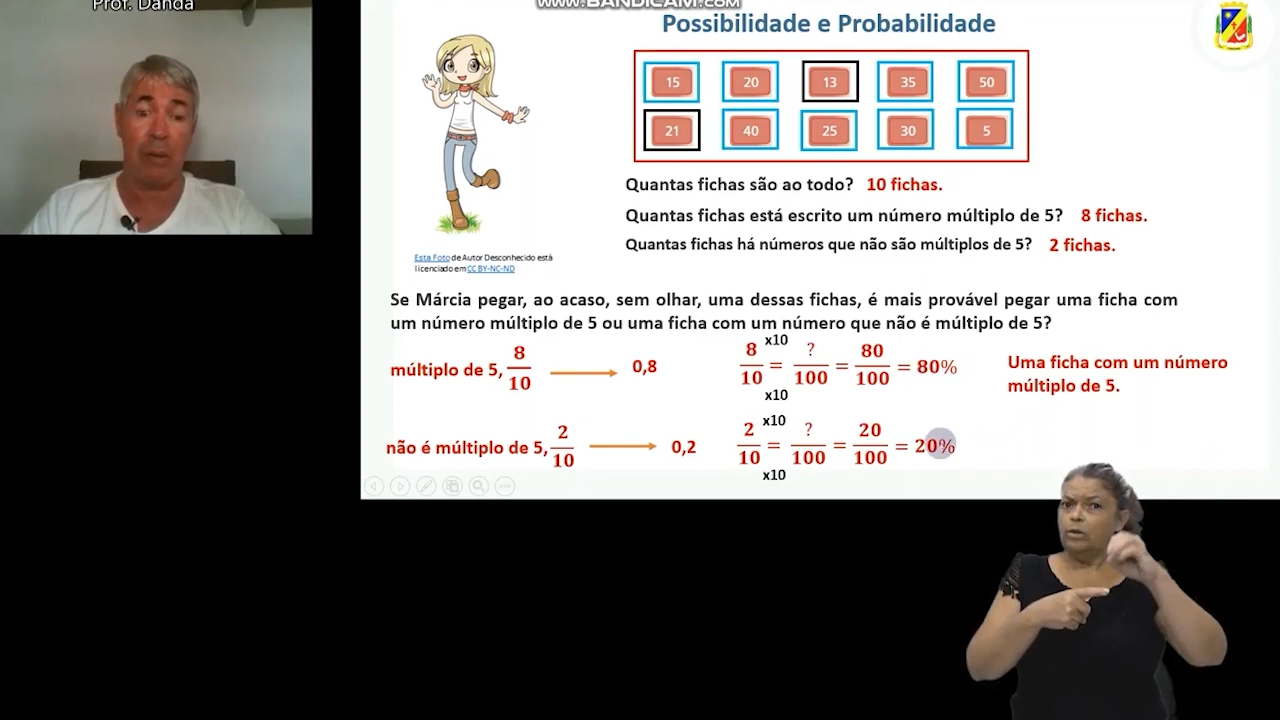 Prof. Danda
WWW.BANDICAM.COM
Possibilidade e Probabilidade
15 20 13 35 50
21 40 25 30 5
Quantas fichas são ao todo? 10 fichas.
Quantas fichas está escrito um número múltiplo de 5? 8 fichas.
Quantas fichas há números que não são múltiplos de 5? 2 fichas.
Esta Foto de Autor Desconhecido está
licenciado em CC BY-NC-ND
Se Márcia pegar, ao acaso, sem olhar, uma dessas fichas, é mais provável pegar uma ficha com
um número múltiplo de 5 ou uma ficha com um número que não é múltiplo de 5?
múltiplo de 5, 8/10 0,8
x10
8/10 = ?/100 = 80/100 = 80%
x10
Uma ficha com um número
múltiplo de 5.
não é múltiplo de 5, 2/10 0,2
x10
2/10 = ?/100 = 20/100 = 20%
x10